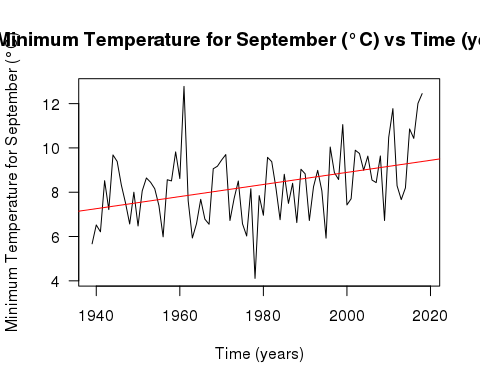 Minimum Temperature for September (°C) vs Time (ye
Minimum Temperature for September (°C)
12
10
8
6
4
1940 1960 1980 2000 2020
Time (years)